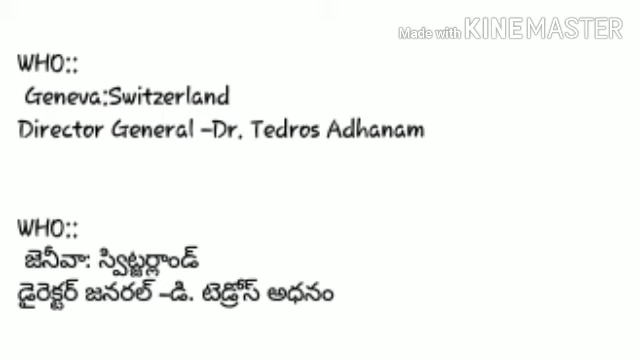 Made with KINEMASTER
WHO::
Geneva:Switzerland
Director General -Dr. Tedros Adhanam
WHO::
జెనీవా: స్విట్జర్లాండ్
డైరెక్టర్ జనరల్ -డి. టెడ్రోస్ అధనం